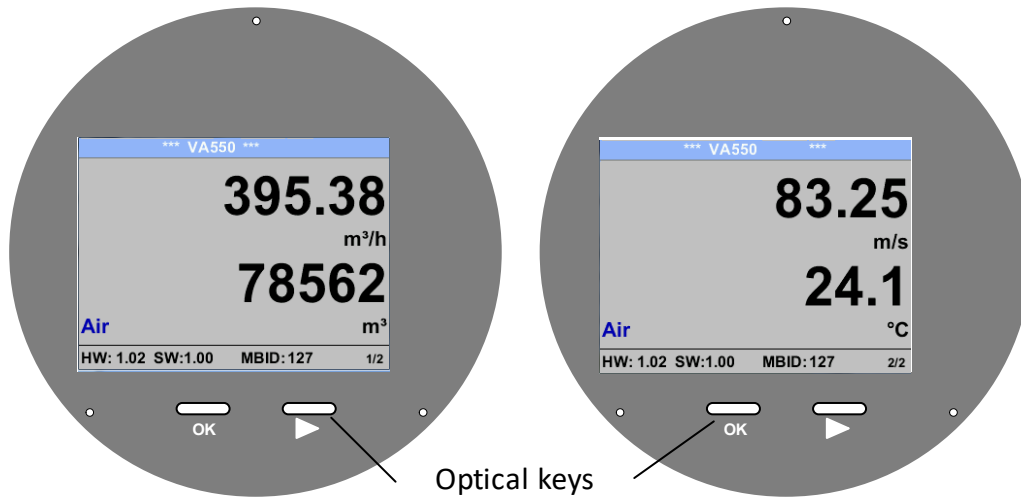 *** VA550 ***
395.38
m³/h
78562
Air m³
HW: 1.02 SW:1.00 MBID:127 1/2
OK
*** VA550 ***
83.25
m/s
24.1
Air °C
HW: 1.02 SW:1.00 MBID:127 2/2
OK
Optical keys